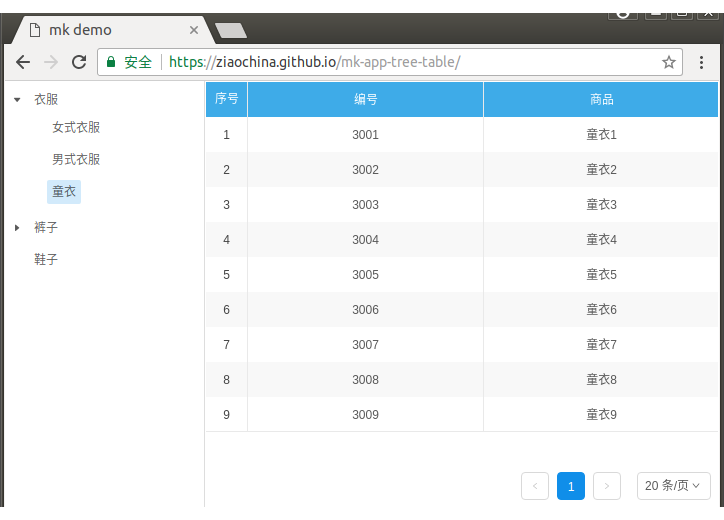 mk demo
安全 https://ziaochina.github.io/mk-app-tree-table/
衣服
女式衣服
男式衣服
童衣
裤子
鞋子
序号 编号 商品
1 3001 童衣1
2 3002 童衣2
3 3003 童衣3
4 3004 童衣4
5 3005 童衣5
6 3006 童衣6
7 3007 童衣7
8 3008 童衣8
9 3009 童衣9
1 20 条/页